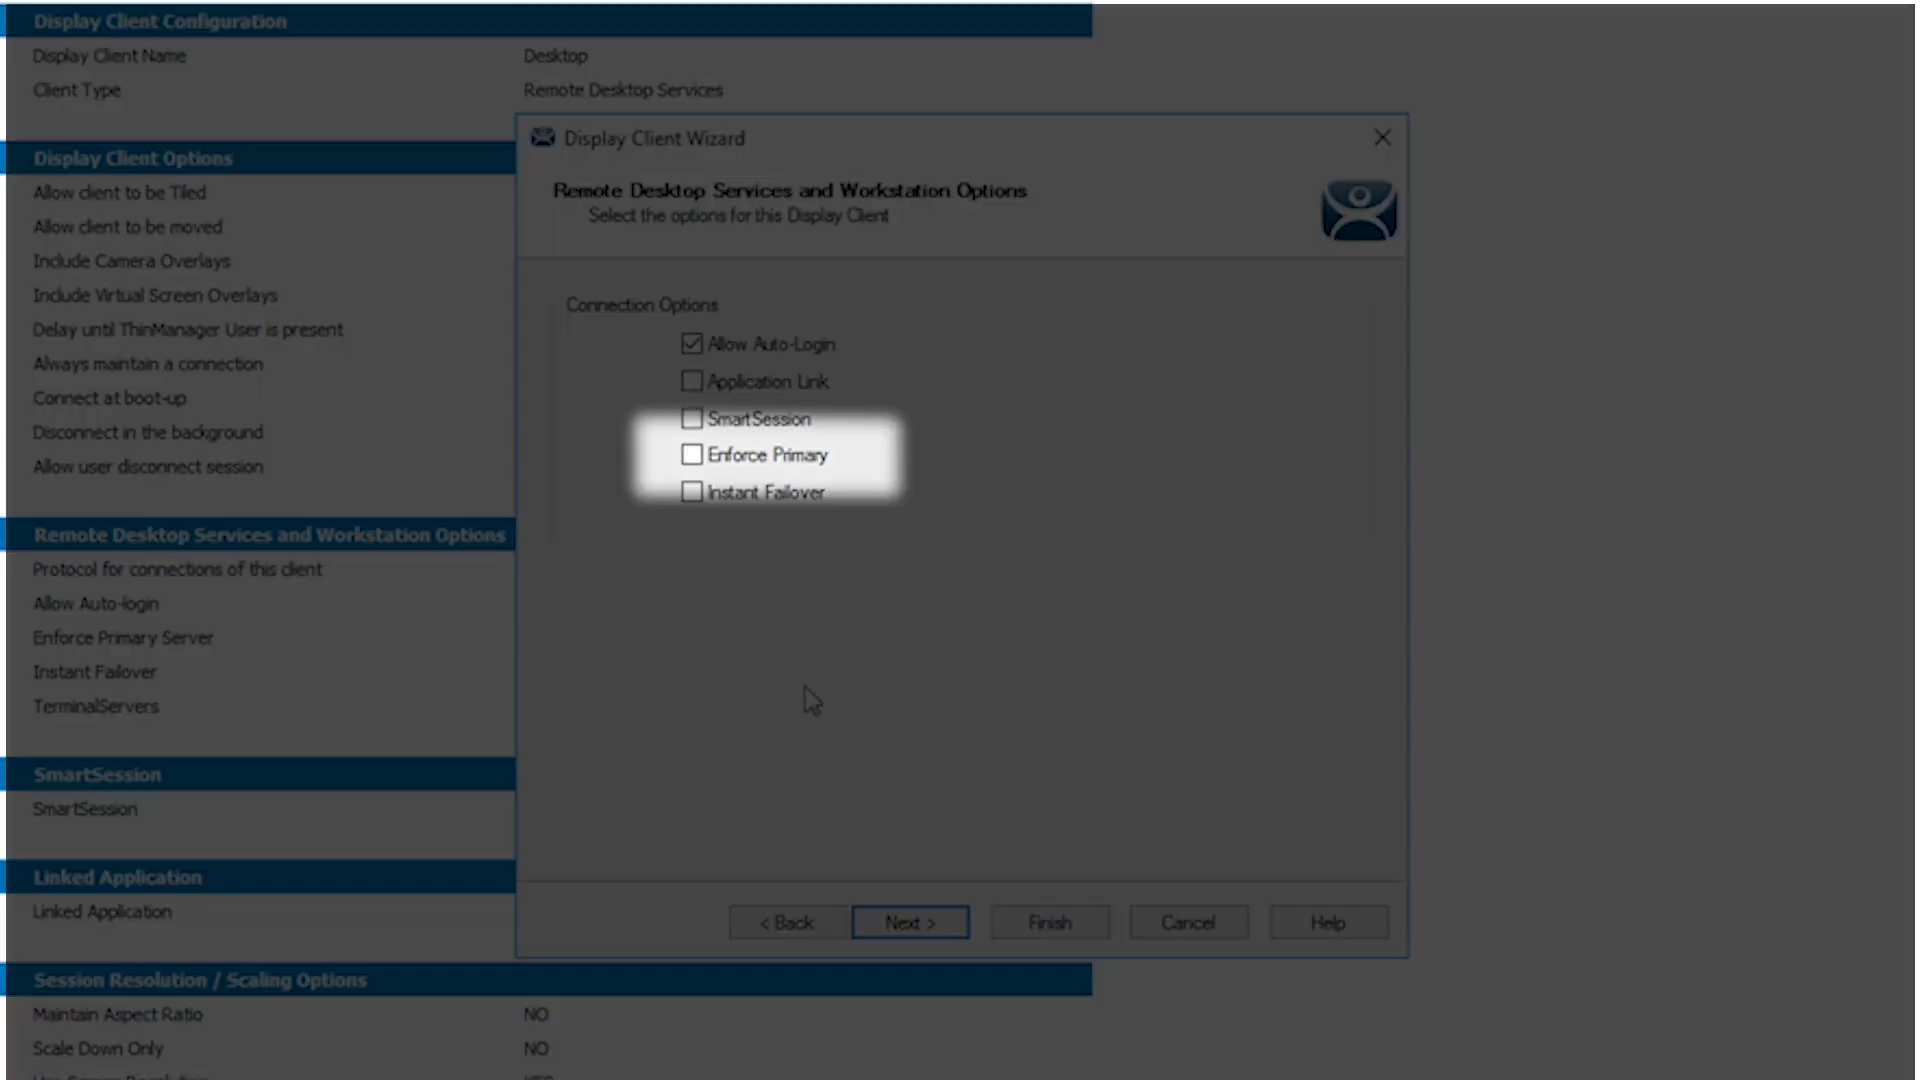 Display Client Configuration
Display Client Name Desktop
Client Type Remote Desktop Services
Display Client Options
Allow client to be Tiled
Allow client to be moved
Include Camera Overlays
Include Virtual Screen Overlays
Delay until ThinManager User is present
Always maintain a connection
Connect at boot-up
Disconnect in the background
Allow user disconnect session
Remote Desktop Services and Workstation Options
Protocol for connections of this client
Allow Auto-login
Enforce Primary Server
Instant Failover
TerminalServers
SmartSession
SmartSession
Linked Application
Linked Application
Session Resolution / Scaling Options
Maintain Aspect Ratio NO
Scale Down Only NO
Display Client Wizard
Remote Desktop Services and Workstation Options
Select the options for this Display Client
Connection Options
Allow Auto-Login
Application Link
SmartSession
Enforce Primary
Instant Failover
< Back Next > Finish Cancel Help